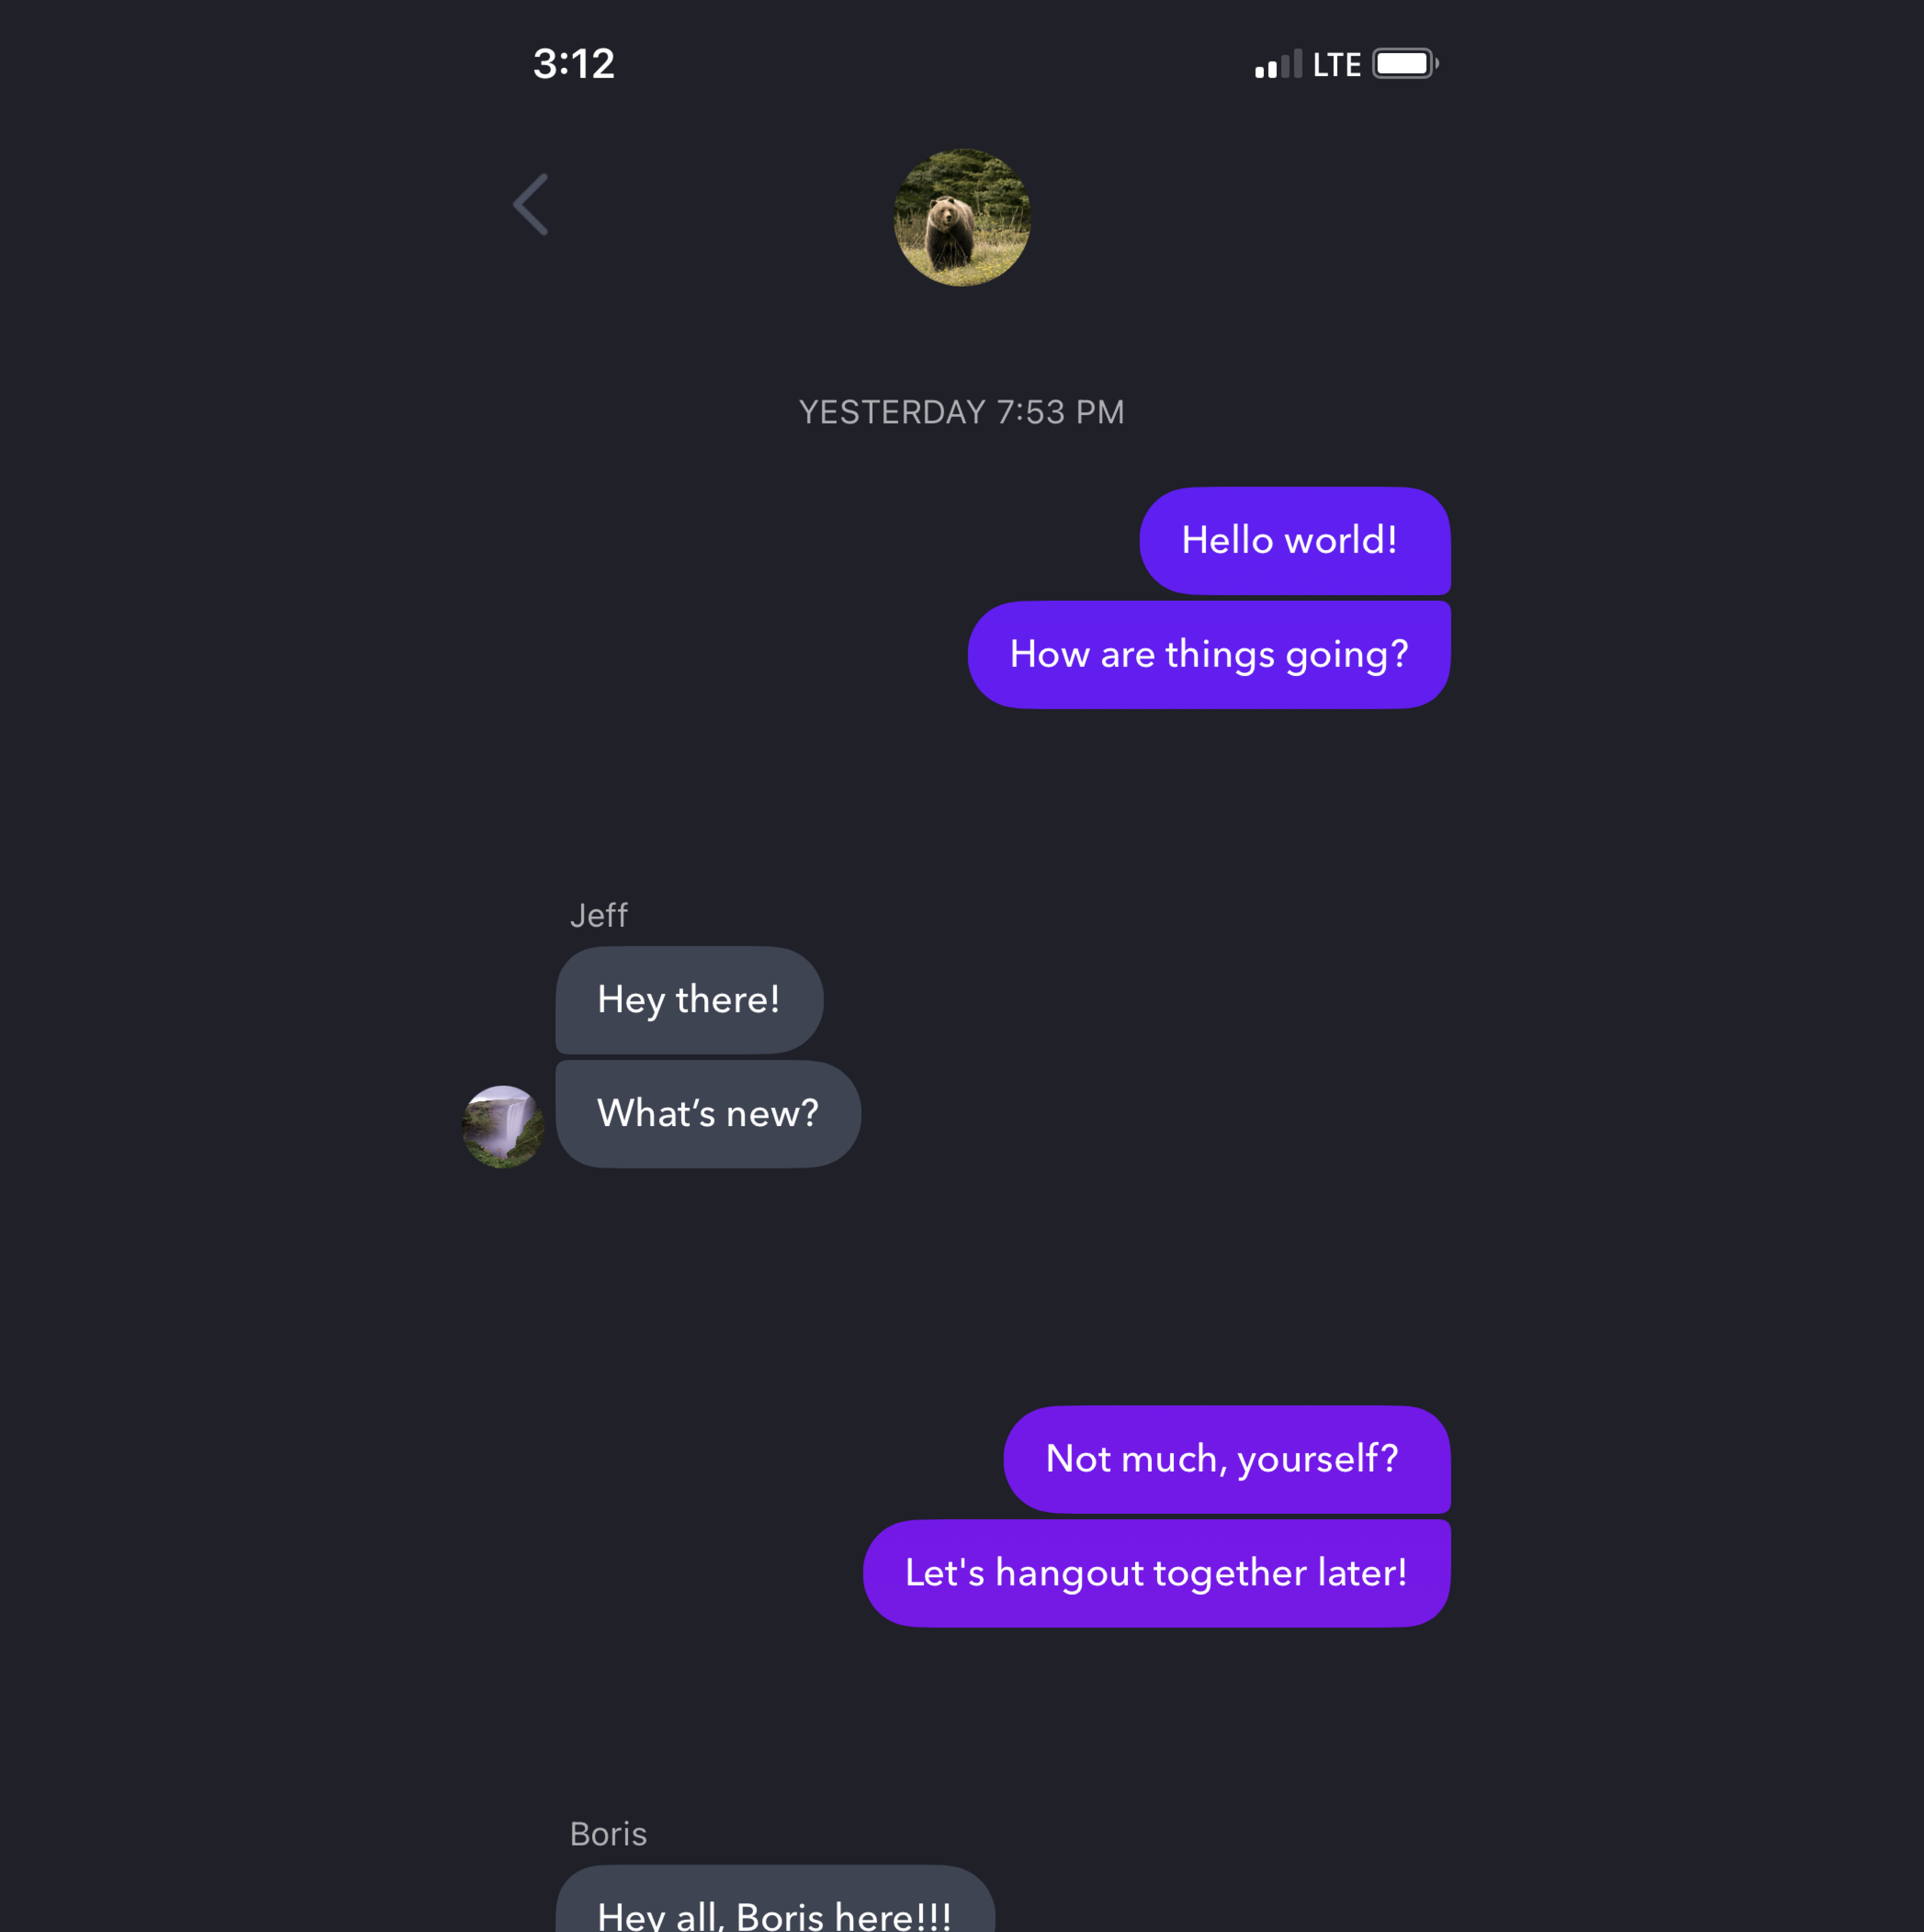 3:12
LTE
YESTERDAY 7:53 PM
Hello world!
How are things going?
Jeff
Hey there!
What’s new?
Not much, yourself?
Let's hangout together later!
Boris
Hey all, Boris here!!!